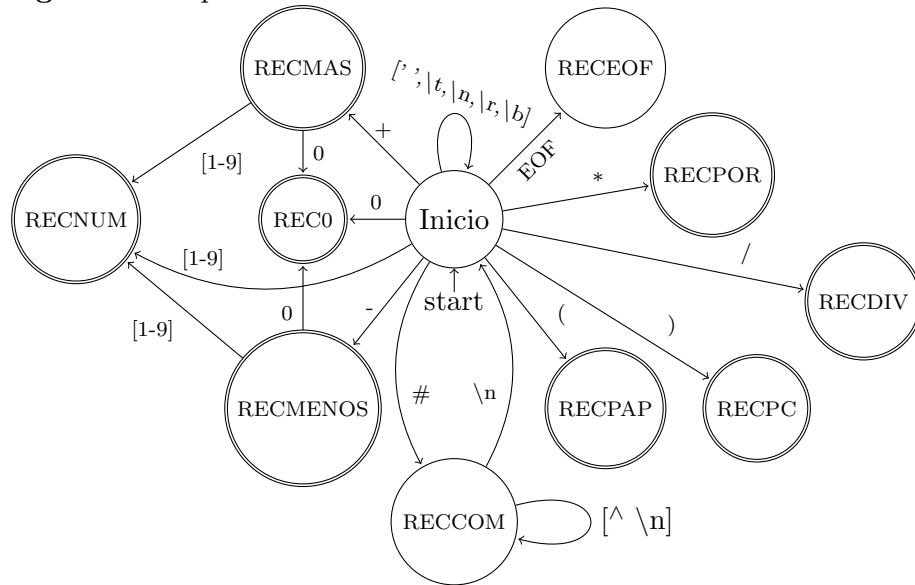 RECMAS
[' ',\t,\n,\r,\b]
RECEOF
+
0
[1-9]
EOF
*
RECPOR
RECNUM
REC0
0
Inicio
[1-9]
/
start
RECDIV
0
-
(
)
[1-9]
#
\n
RECMENOS
RECPAP
RECPC
RECCOM
[^ \n]